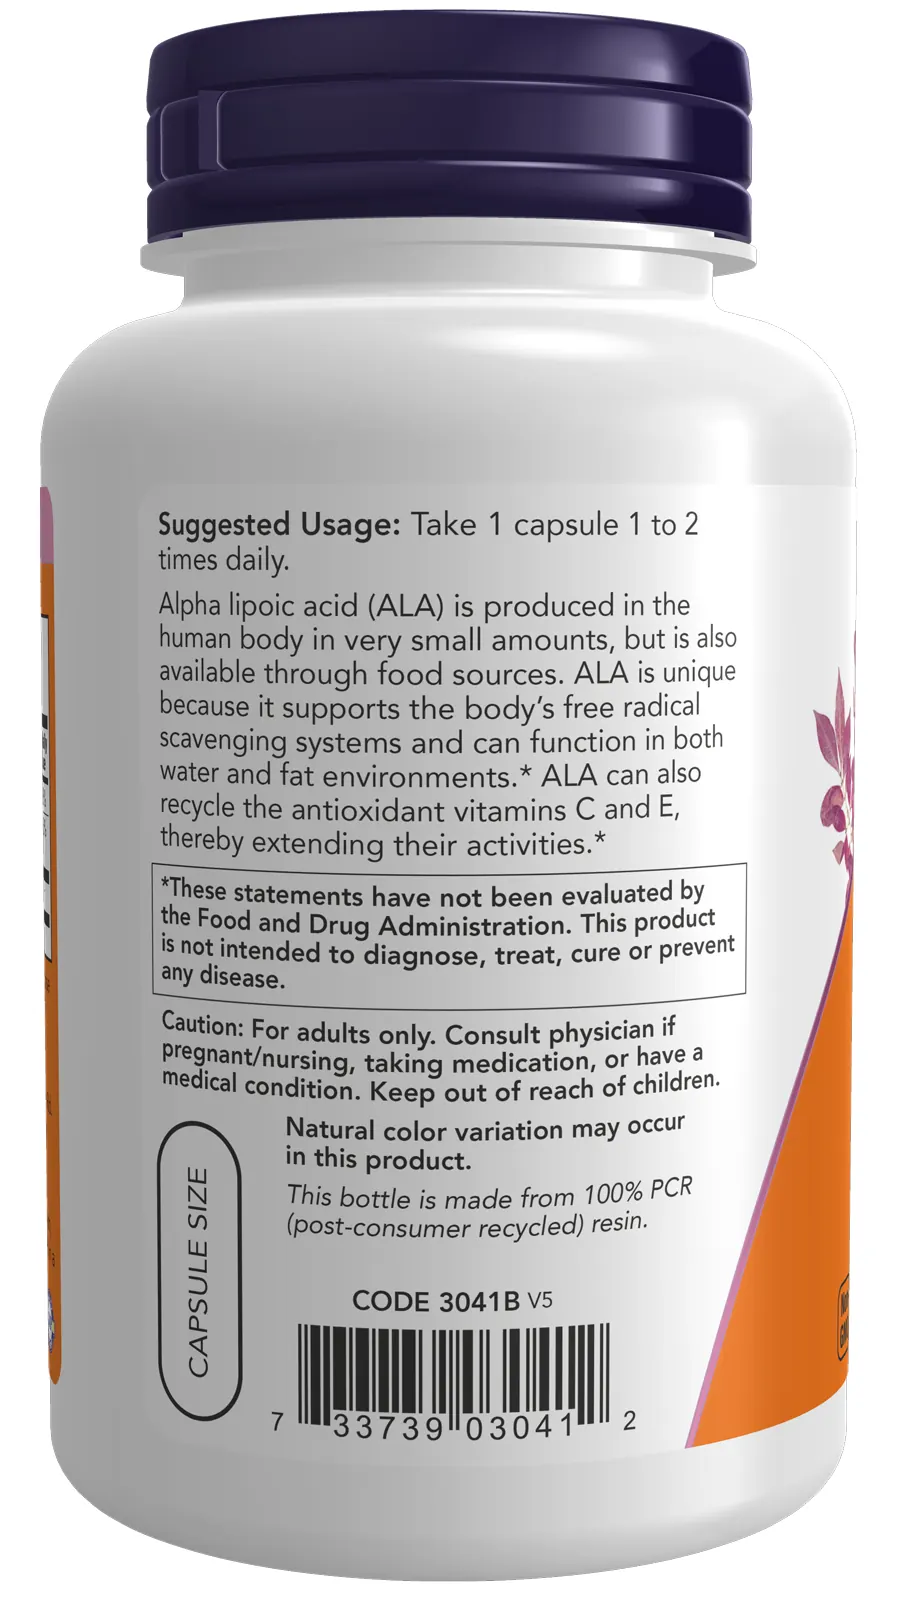 Suggested Usage: Take 1 capsule 1 to 2
times daily.
Alpha lipoic acid (ALA) is produced in the
human body in very small amounts, but is also
available through food sources. ALA is unique
because it supports the body’s free radical
scavenging systems and can function in both
water and fat environments.* ALA can also
recycle the antioxidant vitamins C and E,
thereby extending their activities.*
*These statements have not been evaluated by
the Food and Drug Administration. This product
is not intended to diagnose, treat, cure or prevent
any disease.
Caution: For adults only. Consult physician if
pregnant/nursing, taking medication, or have a
medical condition. Keep out of reach of children.
Natural color variation may occur
in this product.
This bottle is made from 100% PCR
(post-consumer recycled) resin.
CAPSULE SIZE
CODE 3041B V5
7 33739 03041 2